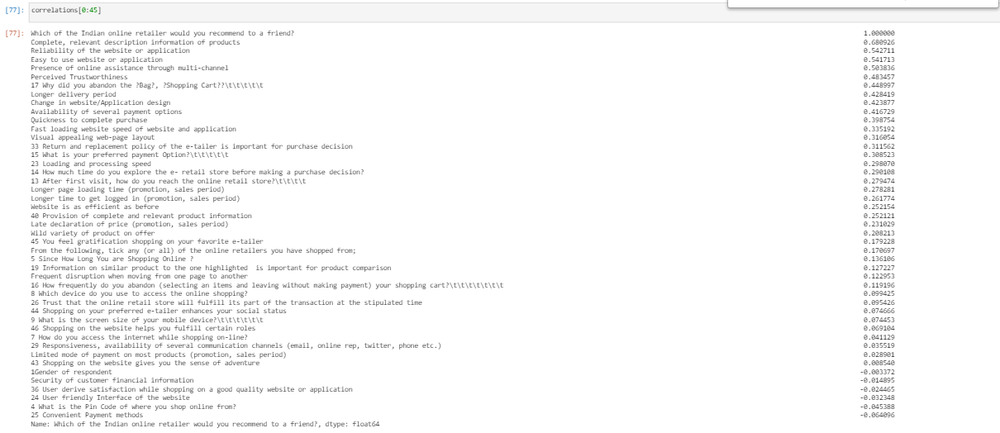 [77]: correlations[0:45]
[77]: Which of the Indian online retailer would you recommend to a friend? 1.000000
Complete, relevant description information of products 0.680926
Reliability of the website or application 0.542711
Easy to use website or application 0.541713
Presence of online assistance through multi-channel 0.503836
Perceived Trustworthiness 0.483457
17 Why did you abandon the ?Bag?, ?Shopping Cart??\t\t\t\t\t 0.448997
Longer delivery period 0.428419
Change in website/Application design 0.423877
Availability of several payment options 0.416729
Quickness to complete purchase 0.398754
Fast loading website speed of website and application 0.335192
Visual appealing web-page layout 0.316054
33 Return and replacement policy of the e-tailer is important for purchase decision 0.311562
15 What is your preferred payment Option?\t\t\t\t\t 0.308523
23 Loading and processing speed 0.298070
14 How much time do you explore the e- retail store before making a purchase decision? 0.290108
13 After first visit, how do you reach the online retail store?\t\t\t\t 0.279474
Longer page loading time (promotion, sales period) 0.278281
Longer time to get logged in (promotion, sales period) 0.261774
Website is as efficient as before 0.252154
40 Provision of complete and relevant product information 0.252121
Late declaration of price (promotion, sales period) 0.231029
Wild variety of product on offer 0.208213
45 You feel gratification shopping on your favorite e-tailer 0.179228
From the following, tick any (or all) of the online retailers you have shopped from; 0.170697
5 Since How Long You are Shopping Online ? 0.136106
19 Information on similar product to the one highlighted  is important for product comparison 0.127227
Frequent disruption when moving from one page to another 0.122953
16 How frequently do you abandon (selecting an items and leaving without making payment) your shopping cart?\t\t\t\t\t\t\t 0.119196
8 Which device do you use to access the online shopping? 0.099425
26 Trust that the online retail store will fulfill its part of the transaction at the stipulated time 0.095426
44 Shopping on your preferred e-tailer enhances your social status 0.074666
9 What is the screen size of your mobile device?\t\t\t\t\t\t 0.074453
46 Shopping on the website helps you fulfill certain roles 0.069104
7 How do you access the internet while shopping on-line? 0.041129
29 Responsiveness, availability of several communication channels (email, online rep, twitter, phone etc.) 0.035519
Limited mode of payment on most products (promotion, sales period) 0.028901
43 Shopping on the website gives you the sense of adventure 0.008540
1Gender of respondent -0.003372
Security of customer financial information -0.014895
36 User derive satisfaction while shopping on a good quality website or application -0.024465
24 User friendly Interface of the website -0.032348
4 What is the Pin Code of where you shop online from? -0.045388
25 Convenient Payment methods -0.064096
Name: Which of the Indian online retailer would you recommend to a friend?, dtype: float64